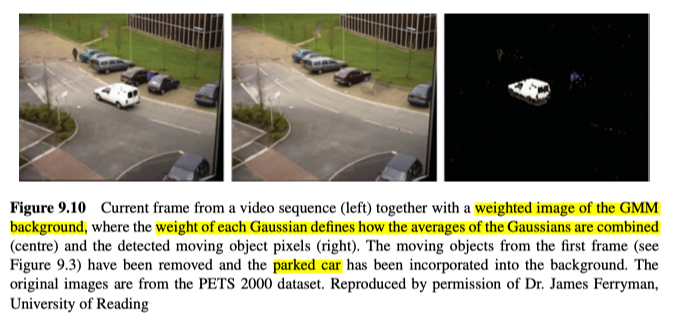 Figure 9.10 Current frame from a video sequence (left) together with a weighted image of the GMM
background, where the weight of each Gaussian defines how the averages of the Gaussians are combined
(centre) and the detected moving object pixels (right). The moving objects from the first frame (see
Figure 9.3) have been removed and the parked car has been incorporated into the background. The
original images are from the PETS 2000 dataset. Reproduced by permission of Dr. James Ferryman,
University of Reading